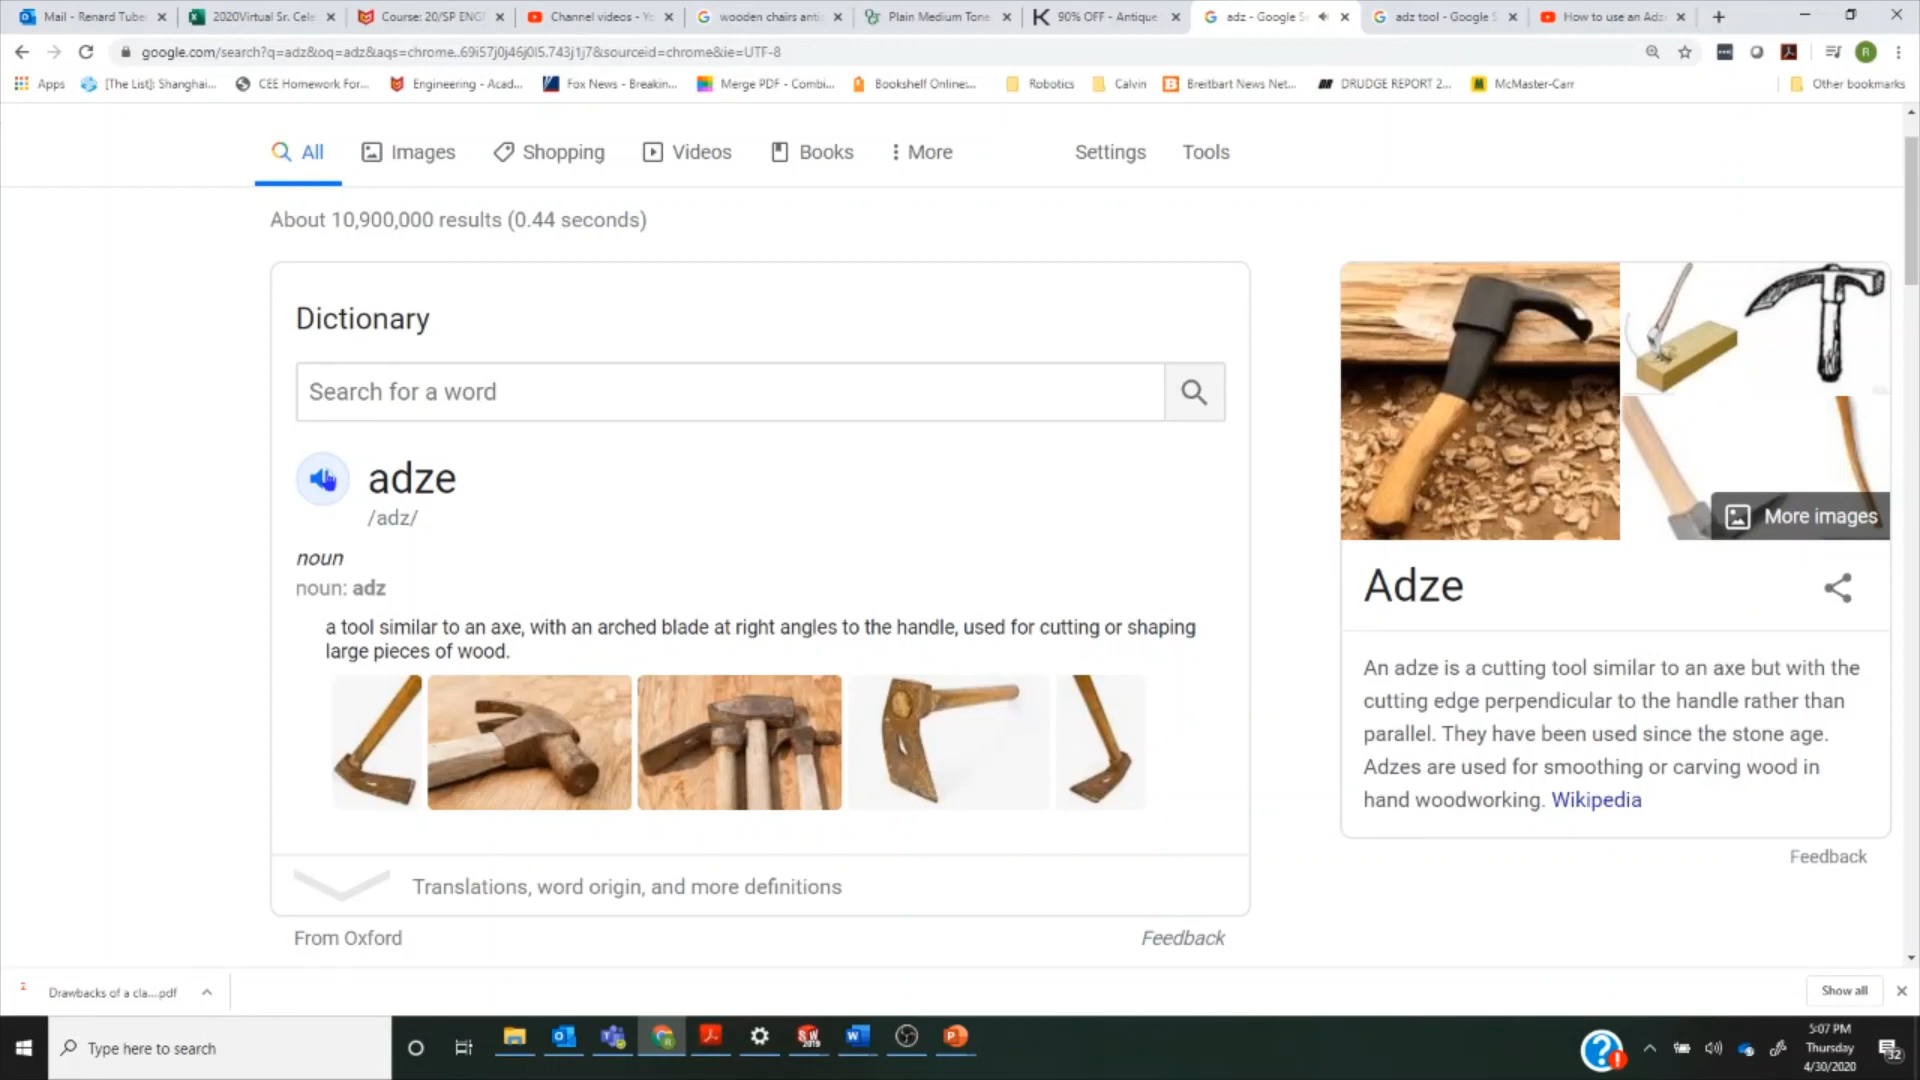 Mail - Renard Tube
2020Virtual Sr. Cele
Course: 20/SP ENG
Channel videos - Yo
wooden chairs anti
Plain Medium Tone
90% OFF - Antique
adz - Google S
adz tool - Google S
How to use an Adz
google.com/search?q=adz&oq=adz&aqs=chrome..69i57j0j46j0l5.743j1j7&sourceid=chrome&ie=UTF-8
R
Apps
[The List]: Shanghai...
CEE Homework For...
Engineering - Acad...
Fox News - Breakin...
Merge PDF - Combi...
Bookshelf Online:...
Robotics
Calvin
Breitbart News Net...
DRUDGE REPORT 2...
McMaster-Carr
Other bookmarks
All
Images
Shopping
Videos
Books
More
Settings
Tools
About 10,900,000 results (0.44 seconds)
Dictionary
Search for a word
adze
/adz/
noun
noun: adz
a tool similar to an axe, with an arched blade at right angles to the handle, used for cutting or shaping
large pieces of wood.
Translations, word origin, and more definitions
From Oxford
Feedback
More images
Adze
An adze is a cutting tool similar to an axe but with the
cutting edge perpendicular to the handle rather than
parallel. They have been used since the stone age.
Adzes are used for smoothing or carving wood in
hand woodworking. Wikipedia
Feedback
Drawbacks of a cla....pdf
Show all
Type here to search
5:07 PM
Thursday
4/30/2020
32